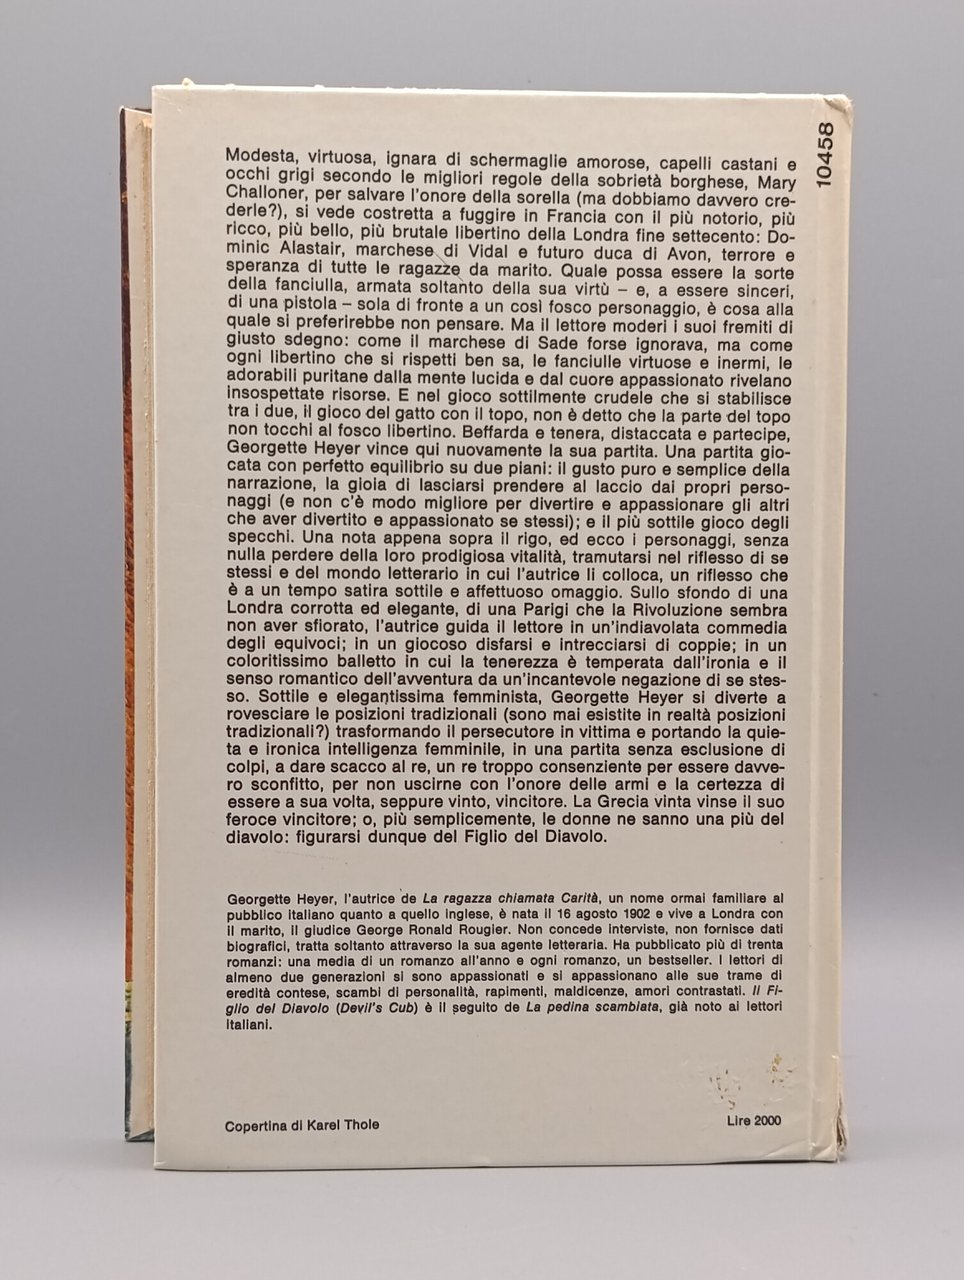 10458
Modesta, virtuosa, ignara di schermaglie amorose, capelli castani e
occhi grigi secondo le migliori regole della sobrietà borghese, Mary
Challoner, per salvare l'onore della sorella (ma dobbiamo davvero cre-
derle?), si vede costretta a fuggire in Francia con il più notorio, più
ricco, più bello, più brutale libertino della Londra fine settecento: Do-
minic Alastair, marchese di Vidal e futuro duca di Avon, terrore e
speranza di tutte le ragazze da marito. Quale possa essere la sorte
della fanciulla, armata soltanto della sua virtù – e, a essere sinceri,
di una pistola – sola di fronte a un così fosco personaggio, è cosa alla
quale si preferirebbe non pensare. Ma il lettore moderi i suoi fremiti di
giusto sdegno: come il marchese di Sade forse ignorava, ma come
ogni libertino che si rispetti ben sa, le fanciulle virtuose e inermi, le
adorabili puritane dalla mente lucida e dal cuore appassionato rivelano
insospettate risorse. E nel gioco sottilmente crudele che si stabilisce
tra i due, il gioco del gatto con il topo, non è detto che la parte del topo
non tocchi al fosco libertino. Beffarda e tenera, distaccata e partecipe,
Georgette Heyer vince qui nuovamente la sua partita. Una partita gio-
cata con perfetto equilibrio su due piani: il gusto puro e semplice della
narrazione, la gioia di lasciarsi prendere al laccio dai propri perso-
naggi (e non c'è modo migliore per divertire e appassionare gli altri
che aver divertito e appassionato se stessi); e il più sottile gioco degli
specchi. Una nota appena sopra il rigo, ed ecco i personaggi, senza
nulla perdere della loro prodigiosa vitalità, tramutarsi nel riflesso di se
stessi e del mondo letterario in cui l'autrice li colloca, un riflesso che
è a un tempo satira sottile e affettuoso omaggio. Sullo sfondo di una
Londra corrotta ed elegante, di una Parigi che la Rivoluzione sembra
non aver sfiorato, l'autrice guida il lettore in un'indiavolata commedia
degli equivoci; in un giocoso disfarsi e intrecciarsi di coppie; in un
coloritissimo balletto in cui la tenerezza è temperata dall'ironia e il
senso romantico dell'avventura da un'incantevole negazione di se stes-
so. Sottile e elegantissima femminista, Georgette Heyer si diverte a
rovesciare le posizioni tradizionali (sono mai esistite in realtà posizioni
tradizionali?) trasformando il persecutore in vittima e portando la quie-
ta e ironica intelligenza femminile, in una partita senza esclusione di
colpi, a dare scacco al re, un re troppo consenziente per essere davve-
ro sconfitto, per non uscirne con l'onore delle armi e la certezza di
essere a sua volta, seppure vinto, vincitore. La Grecia vinta vinse il suo
feroce vincitore; o, più semplicemente, le donne ne sanno una più del
diavolo: figurarsi dunque del Figlio del Diavolo.
Georgette Heyer, l'autrice de La ragazza chiamata Carità, un nome ormai familiare al
pubblico italiano quanto a quello inglese, è nata il 16 agosto 1902 e vive a Londra con
il marito, il giudice George Ronald Rougier. Non concede interviste, non fornisce dati
biografici, tratta soltanto attraverso la sua agente letteraria. Ha pubblicato più di trenta
romanzi: una media di un romanzo all'anno e ogni romanzo, un bestseller. I lettori di
almeno due generazioni si sono appassionati e si appassionano alle sue trame di
eredità contese, scambi di personalità, rapimenti, maldicenze, amori contrastati. Il Fi-
glio del Diavolo (Devil's Cub) è il seguito de La pedina scambiata, già noto ai lettori
italiani.
Copertina di Karel Thole
Lire 2000